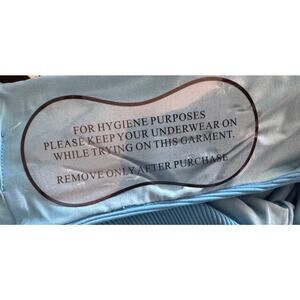 FOR HYGIENE PURPOSES
PLEASE KEEP YOUR UNDERWEAR ON
WHILE TRYING ON THIS GARMENT.
REMOVE ONLY AFTER PURCHASE